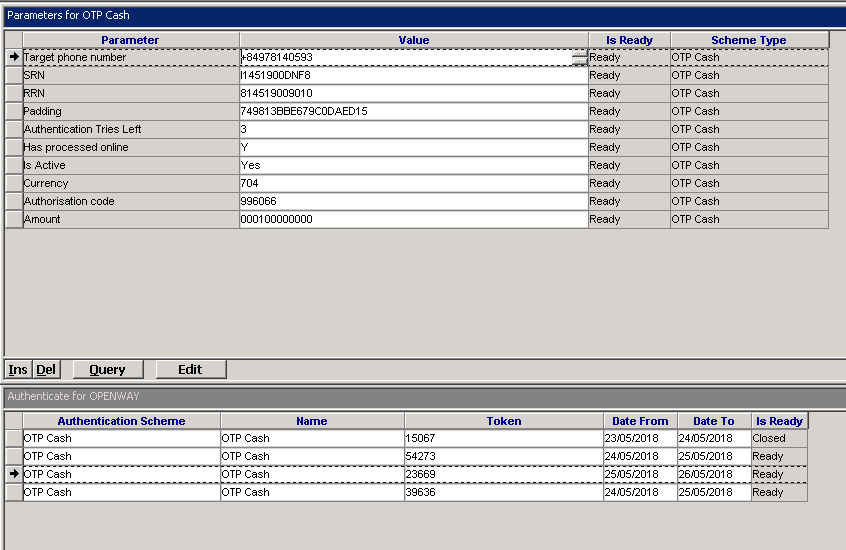 Parameters for OTP Cash
Parameter Value Is Ready Scheme Type
Target phone number +84978140593 Ready OTP Cash
SRN I1451900DNF8 Ready OTP Cash
RRN 814519009010 Ready OTP Cash
Padding 749813BBE679C0DAED15 Ready OTP Cash
Authentication Tries Left 3 Ready OTP Cash
Has processed online Y Ready OTP Cash
Is Active Yes Ready OTP Cash
Currency 704 Ready OTP Cash
Authorisation code 996066 Ready OTP Cash
Amount 000100000000 Ready OTP Cash
Ins Del Query Edit
Authenticate for OPENWAY
Authentication Scheme Name Token Date From Date To Is Ready
OTP Cash OTP Cash 15067 23/05/2018 24/05/2018 Closed
OTP Cash OTP Cash 54273 24/05/2018 25/05/2018 Ready
OTP Cash OTP Cash 23669 25/05/2018 26/05/2018 Ready
OTP Cash OTP Cash 39636 24/05/2018 25/05/2018 Ready